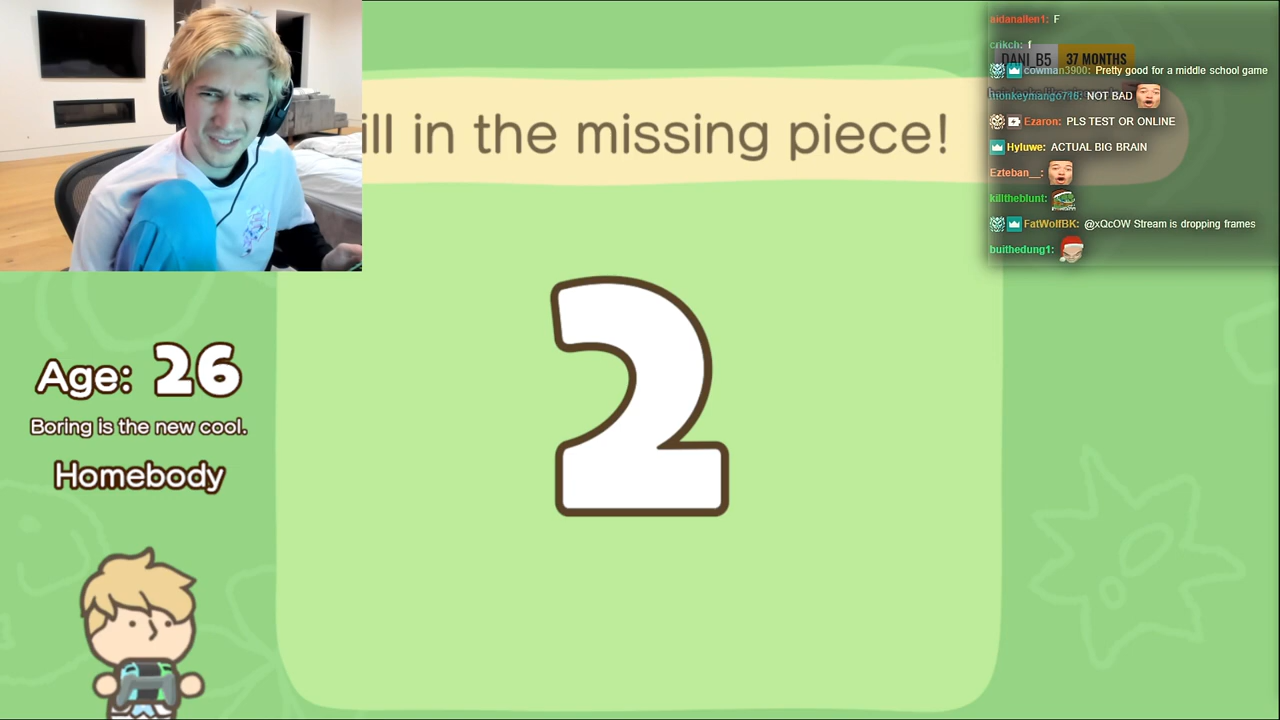 ill in the missing piece!
2
Age: 26
Boring is the new cool.
Homebody
aidanallen1: F
crikch: f
DANI_B5 37 MONTHS
cowman3900: Pretty good for a middle school game
monkeymango716: NOT BAD
Ezaron: PLS TEST OR ONLINE
Hyluwe: ACTUAL BIG BRAIN
Ezteban__:
killtheblunt:
FatWolfBK: @xQcOW Stream is dropping frames
buithedung1: